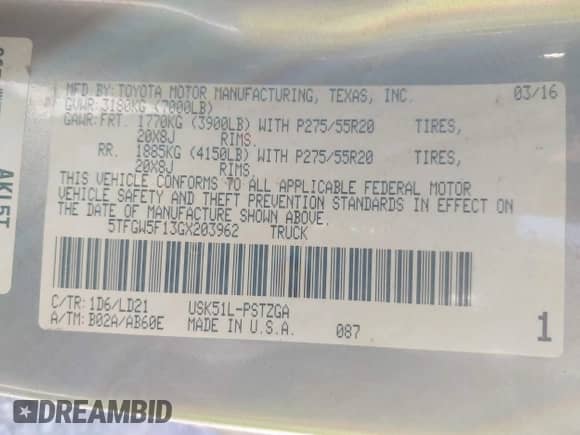 MFD BY: TOYOTA MOTOR MANUFACTURING, TEXAS, INC. 03/16
GVWR: 3180KG (7000LB)
GAWR: FRT. 1770KG (3900LB) WITH P275/55R20 TIRES,
20X8J RIMS.
RR. 1885KG (4150LB) WITH P275/55R20 TIRES,
20X8J RIMS.
THIS VEHICLE CONFORMS TO ALL APPLICABLE FEDERAL MOTOR
VEHICLE SAFETY AND THEFT PREVENTION STANDARDS IN EFFECT ON
THE DATE OF MANUFACTURE SHOWN ABOVE.
5TFGW5F13GX203962 TRUCK
C/TR: 1D6/LD21 USK51L-PSTZGA
A/TM: B02A/AB60E MADE IN U.S.A. 087 1
AKL5T
DREAMBID